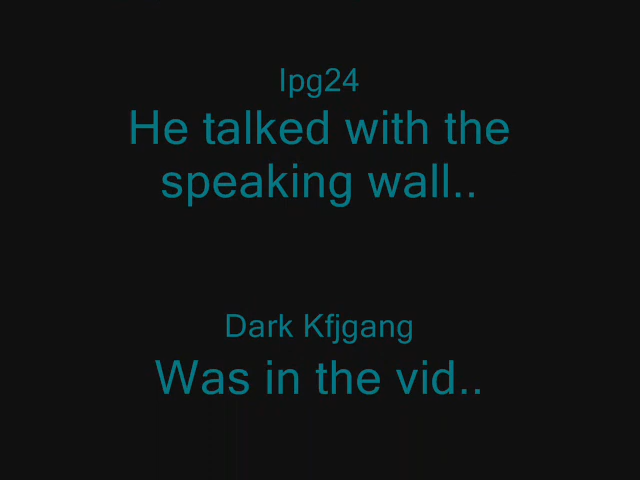 Ipg24
He talked with the
speaking wall..
Dark Kfjgang
Was in the vid..